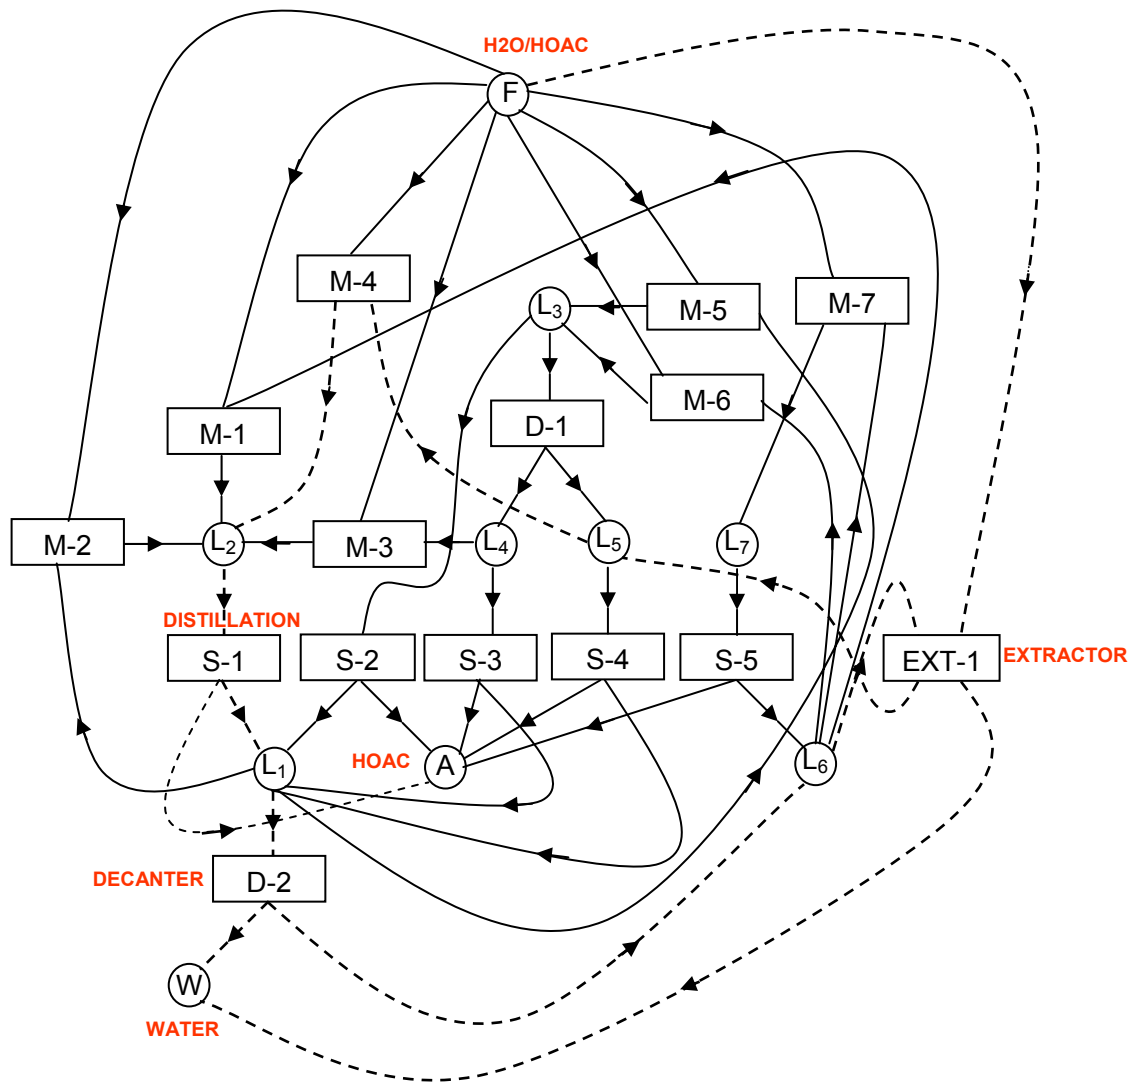 H2O/HOAC
F
M-4
L3
M-5
M-7
M-6
M-1
D-1
M-2
L2
M-3
L4
L5
L7
DISTILLATION
S-1
S-2
S-3
S-4
S-5
EXT-1
EXTRACTOR
L1
HOAC
A
L6
DECANTER
D-2
W
WATER